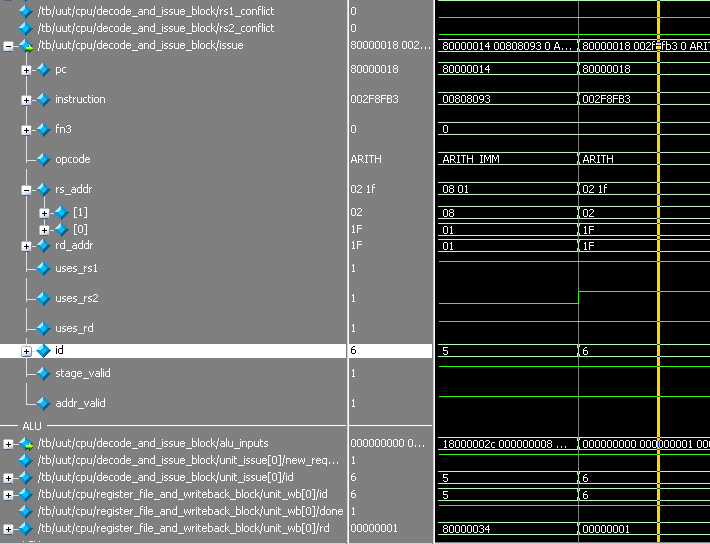 /tb/uut/cpu/decode_and_issue_block/rs1_conflict 0
/tb/uut/cpu/decode_and_issue_block/rs2_conflict 0
/tb/uut/cpu/decode_and_issue_block/issue 80000018 002... 80000014 00808093 0 A... 80000018 002f8fb3 0 ARIT
pc 80000018 80000014 80000018
instruction 002F8FB3 00808093 002F8FB3
fn3 0 0
opcode ARITH ARITH_IMM ARITH
rs_addr 02 1f 08 01 02 1f
[1] 02 08 02
[0] 1F 01 1F
rd_addr 1F 01 1F
uses_rs1 1
uses_rs2 1
uses_rd 1
id 6 5 6
stage_valid 1
addr_valid 1
ALU
/tb/uut/cpu/decode_and_issue_block/alu_inputs 000000000 0... 18000002c 000000008 ... 000000000 000000001 000
/tb/uut/cpu/decode_and_issue_block/unit_issue[0]/new_req... 1
/tb/uut/cpu/decode_and_issue_block/unit_issue[0]/id 6 5 6
/tb/uut/cpu/register_file_and_writeback_block/unit_wb[0]/id 6 5 6
/tb/uut/cpu/register_file_and_writeback_block/unit_wb[0]/done 1
/tb/uut/cpu/register_file_and_writeback_block/unit_wb[0]/rd 00000001 80000034 00000001